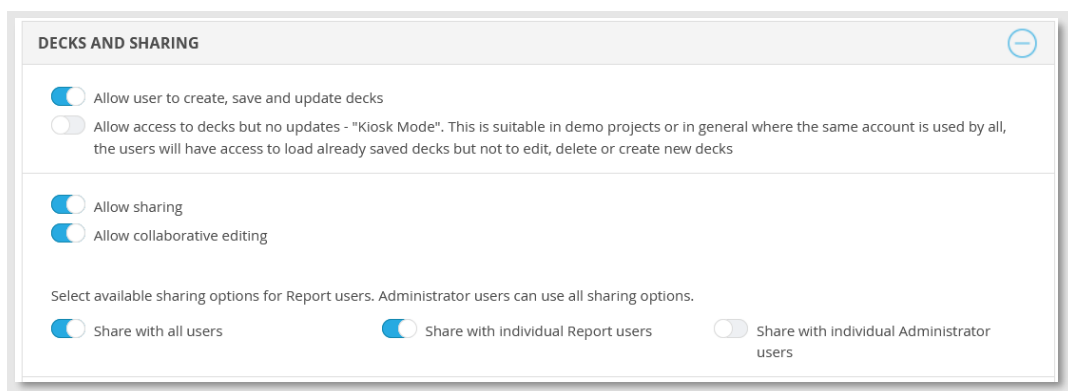 DECKS AND SHARING
Allow user to create, save and update decks
Allow access to decks but no updates - "Kiosk Mode". This is suitable in demo projects or in general where the same account is used by all,
the users will have access to load already saved decks but not to edit, delete or create new decks
Allow sharing
Allow collaborative editing
Select available sharing options for Report users. Administrator users can use all sharing options.
Share with all users
Share with individual Report users
Share with individual Administrator
users